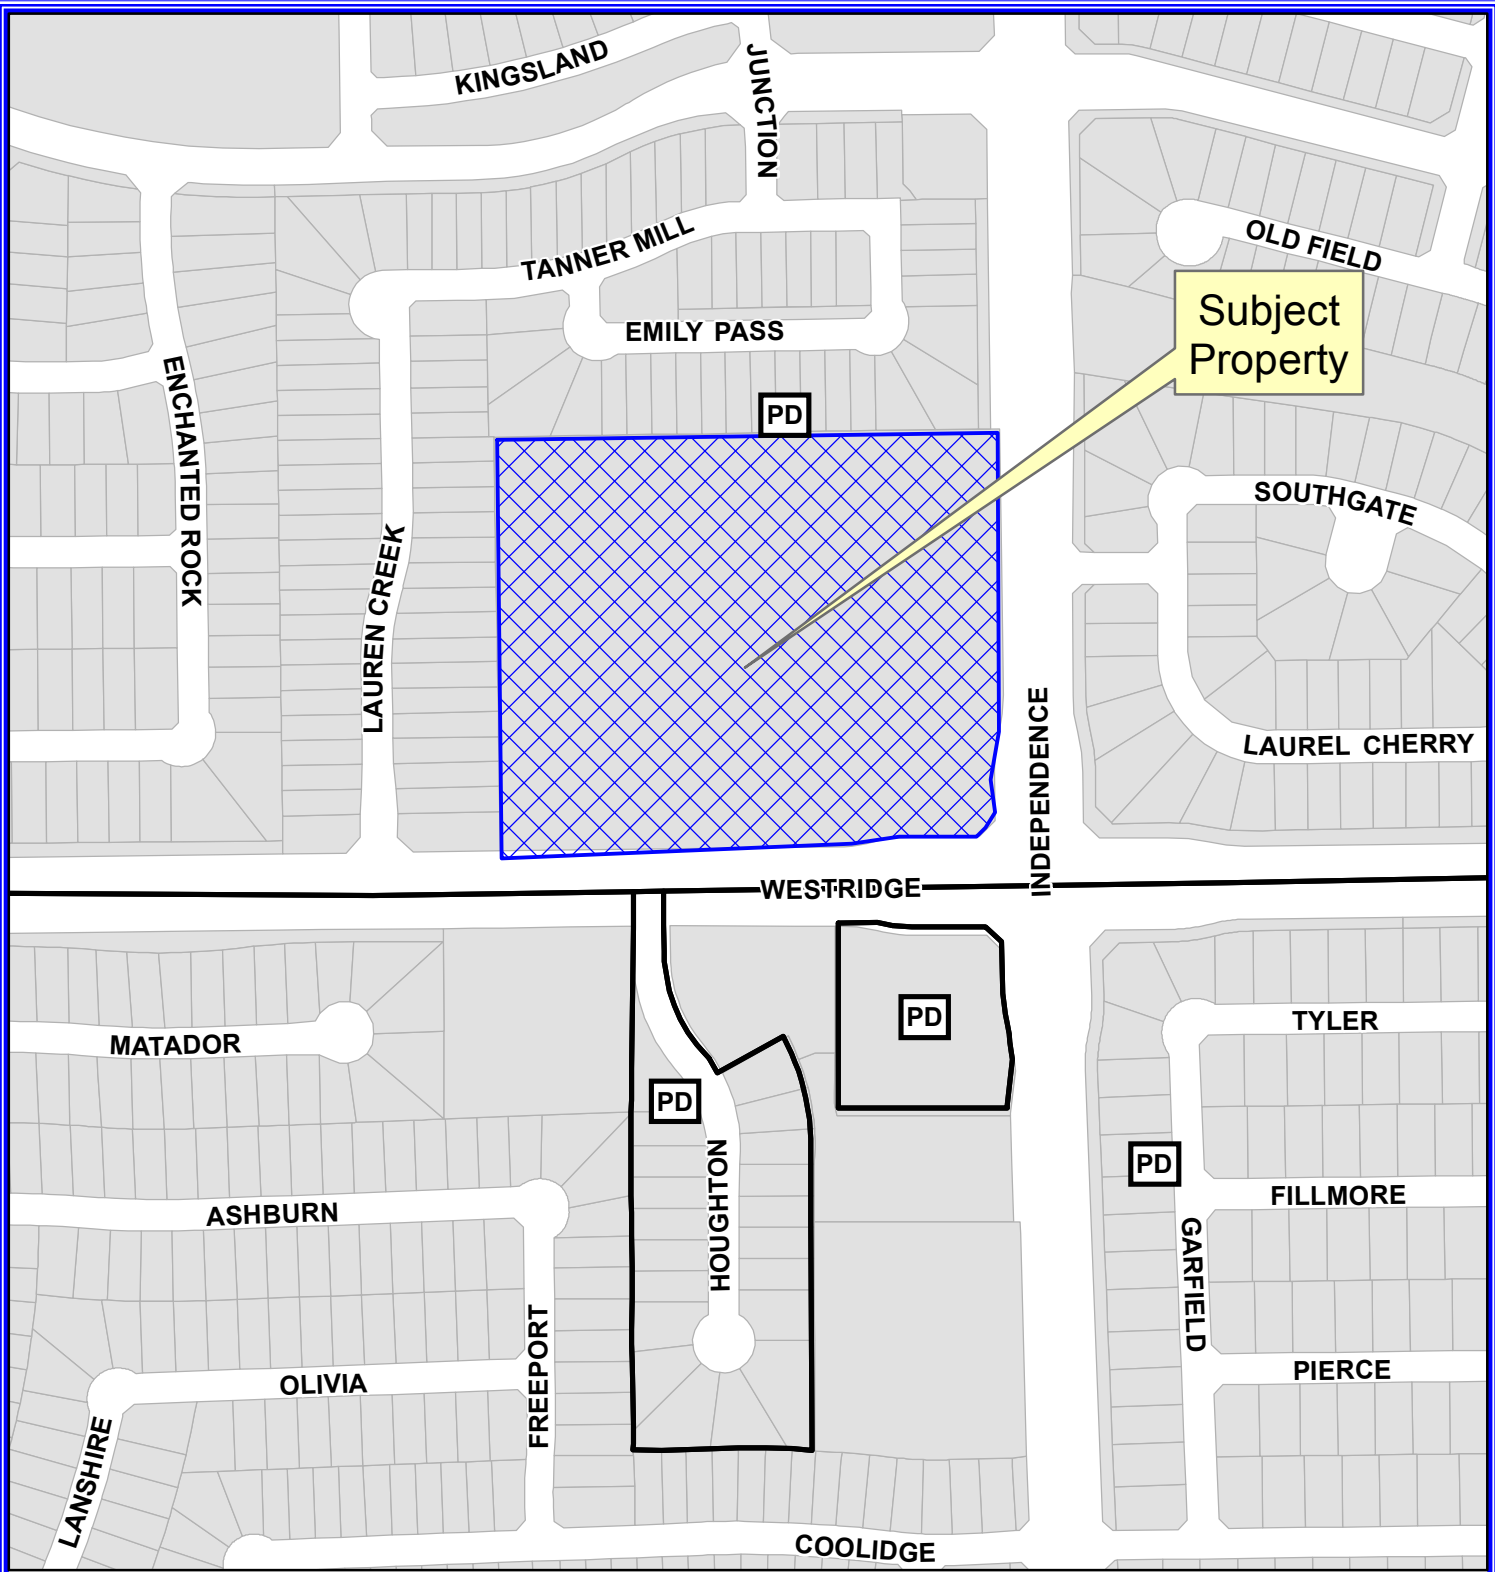 KINGSLAND
JUNCTION
TANNER MILL
OLD FIELD
Subject
Property
EMILY PASS
ENCHANTED ROCK
PD
SOUTHGATE
LAUREN CREEK
LAUREL CHERRY
INDEPENDENCE
WESTRIDGE
PD
TYLER
MATADOR
PD
PD
HOUGHTON
FILLMORE
ASHBURN
GARFIELD
FREEPORT
PIERCE
OLIVIA
LANSHIRE
COOLIDGE